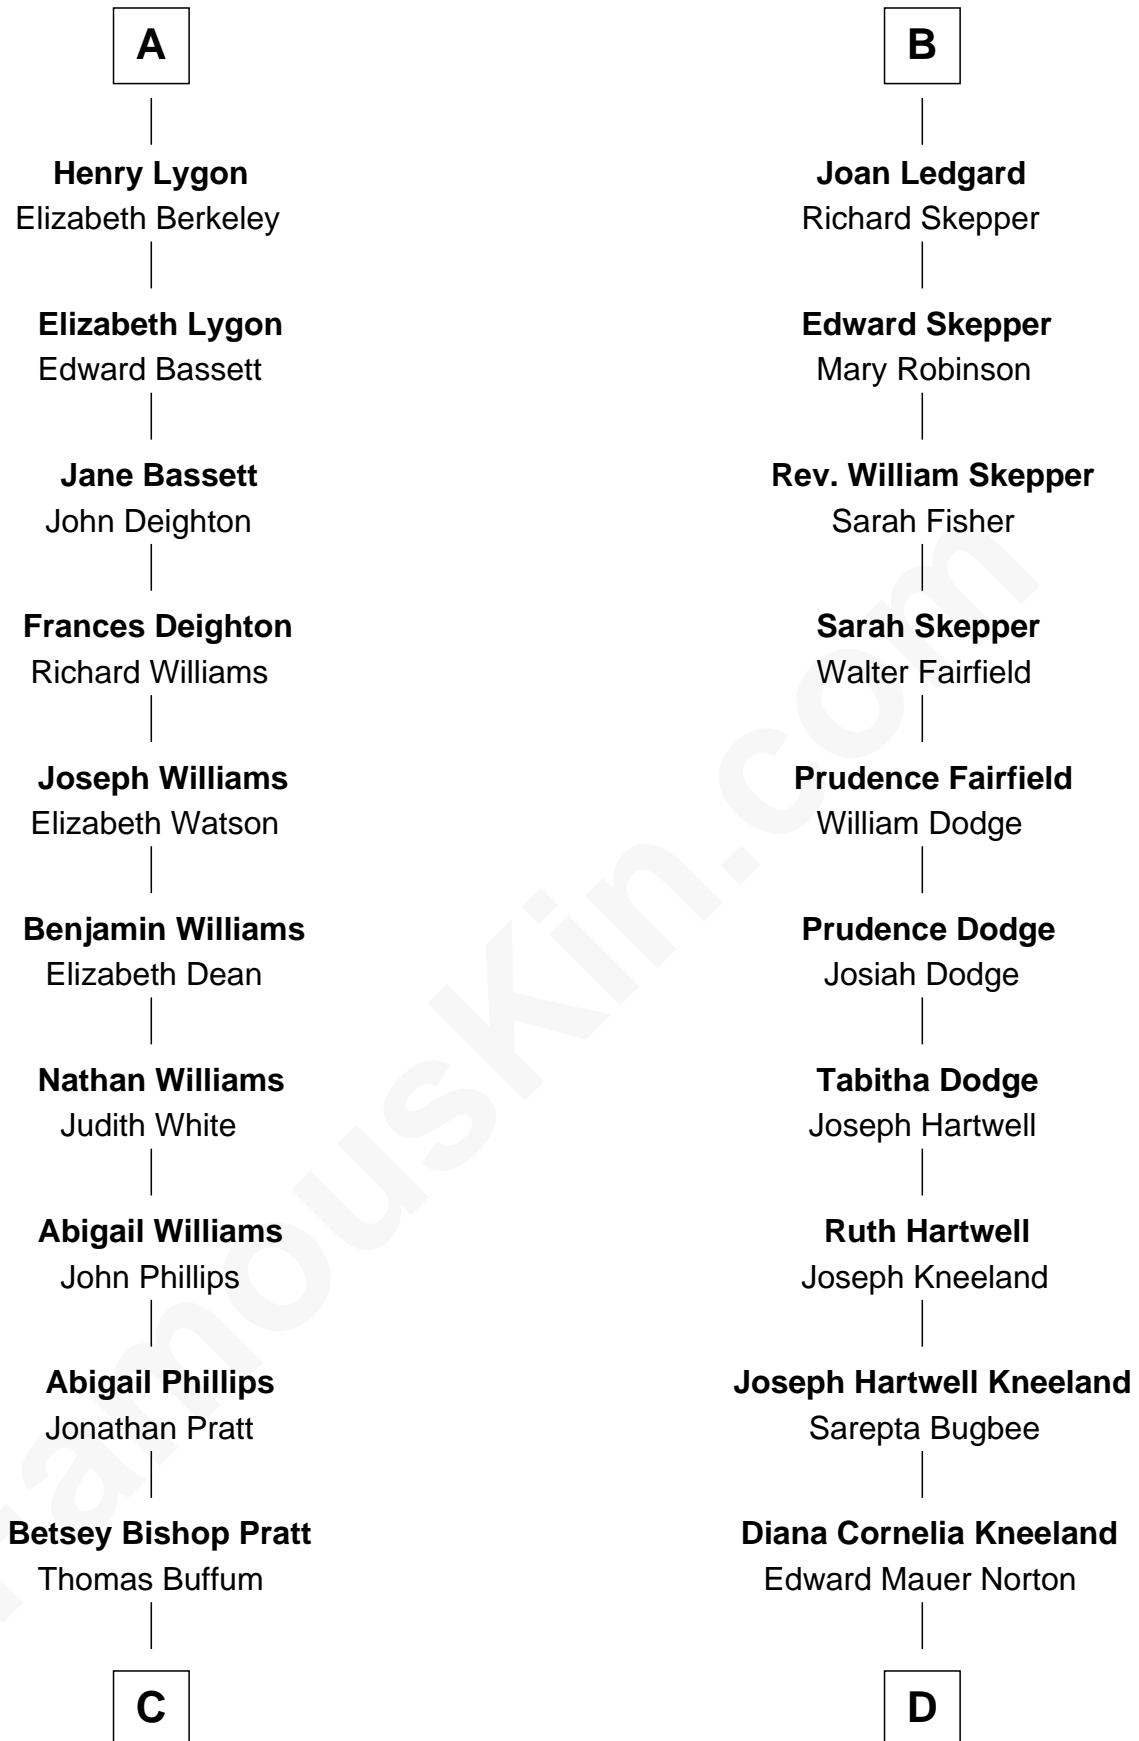 A
Henry Lygon
Elizabeth Berkeley
Elizabeth Lygon
Edward Bassett
Jane Bassett
John Deighton
Frances Deighton
Richard Williams
Joseph Williams
Elizabeth Watson
Benjamin Williams
Elizabeth Dean
Nathan Williams
Judith White
Abigail Williams
John Phillips
Abigail Phillips
Jonathan Pratt
Betsey Bishop Pratt
Thomas Buffum
C
B
Joan Ledgard
Richard Skepper
Edward Skepper
Mary Robinson
Rev. William Skepper
Sarah Fisher
Sarah Skepper
Walter Fairfield
Prudence Fairfield
William Dodge
Prudence Dodge
Josiah Dodge
Tabitha Dodge
Joseph Hartwell
Ruth Hartwell
Joseph Kneeland
Joseph Hartwell Kneeland
Sarepta Bugbee
Diana Cornelia Kneeland
Edward Mauer Norton
D
FamousKin.com